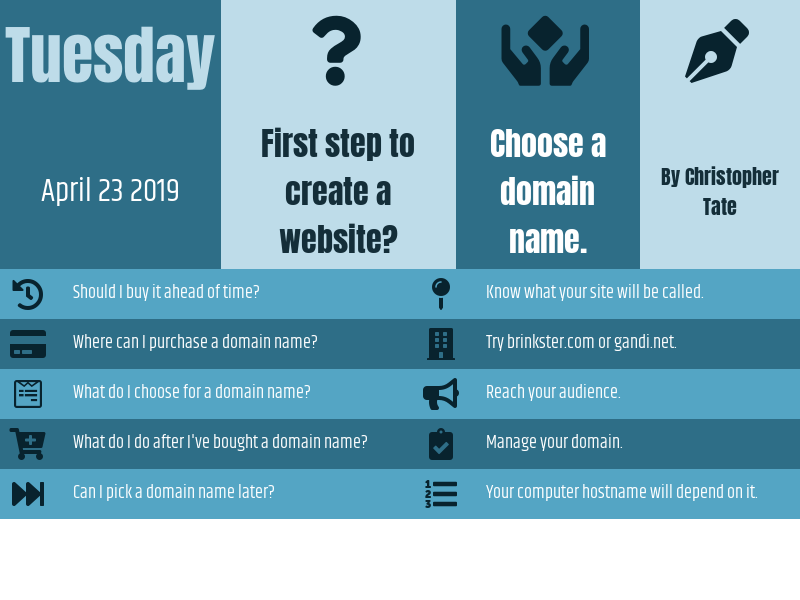 Tuesday
April 23 2019
First step to
create a
website?
Choose a
domain
name.
By Christopher
Tate
Should I buy it ahead of time?
Know what your site will be called.
Where can I purchase a domain name?
Try brinkster.com or gandi.net.
What do I choose for a domain name?
Reach your audience.
What do I do after I've bought a domain name?
Manage your domain.
Can I pick a domain name later?
1
2
3
Your computer hostname will depend on it.